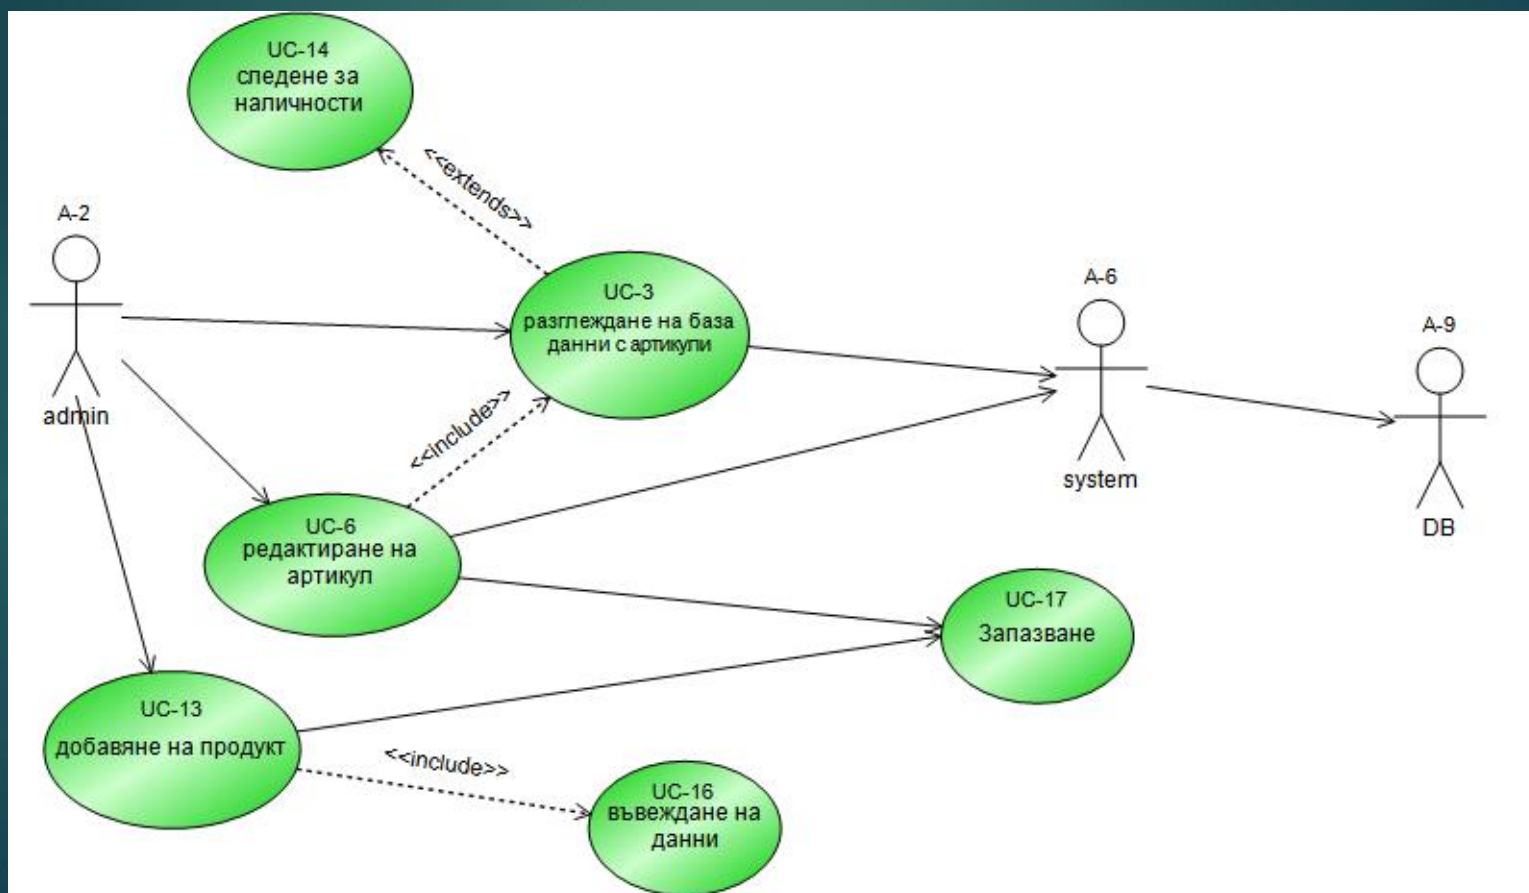 UC-14
следене за
наличности
<<extends>>
A-2
admin
UC-3
разглеждане на база
данни с артикули
A-6
system
A-9
DB
<<include>>
UC-6
редактиране на
артикул
UC-17
Запазване
UC-13
добавяне на продукт
<<include>>
UC-16
въвеждане на
данни